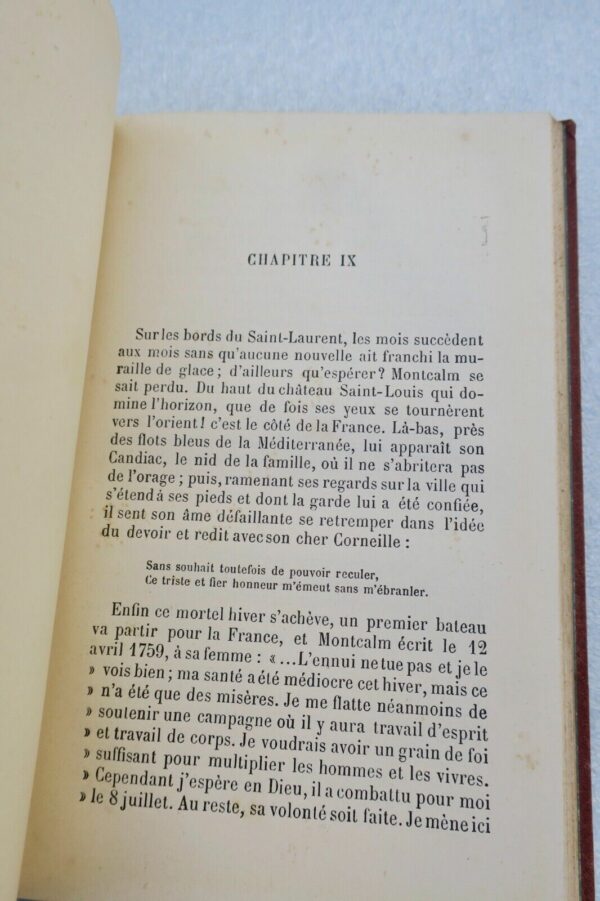 CHAPITRE IX
Sur les bords du Saint-Laurent, les mois succèdent
aux mois sans qu'aucune nouvelle ait franchi la mu-
raille de glace ; d'ailleurs qu'espérer ? Montcalm se
sait perdu. Du haut du château Saint-Louis qui do-
mine l'horizon, que de fois ses yeux se tournèrent
vers l'orient ! c'est le côté de la France. Là-bas, près
des flots bleus de la Méditerranée, lui apparaît son
Candiac, le nid de la famille, où il ne s'abritera pas
de l'orage ; puis, ramenant ses regards sur la ville qui
s'étend à ses pieds et dont la garde lui a été confiée,
il sent son âme défaillante se retremper dans l'idée
du devoir et redit avec son cher Corneille :
Sans souhait toutefois de pouvoir reculer,
Ce triste et fier honneur m'émeut sans m'ébranler.
Enfin ce mortel hiver s'achève, un premier bateau
va partir pour la France, et Montcalm écrit le 12
avril 1759, à sa femme : « ...L'ennui ne tue pas et je le
» vois bien ; ma santé a été médiocre cet hiver, mais ce
» n'a été que des misères. Je me flatte néanmoins de
» soutenir une campagne où il y aura travail d'esprit
» et travail de corps. Je voudrais avoir un grain de foi
» suffisant pour multiplier les hommes et les vivres.
» Cependant j'espère en Dieu, il a combattu pour moi
» le 8 juillet. Au reste, sa volonté soit faite. Je mène ici